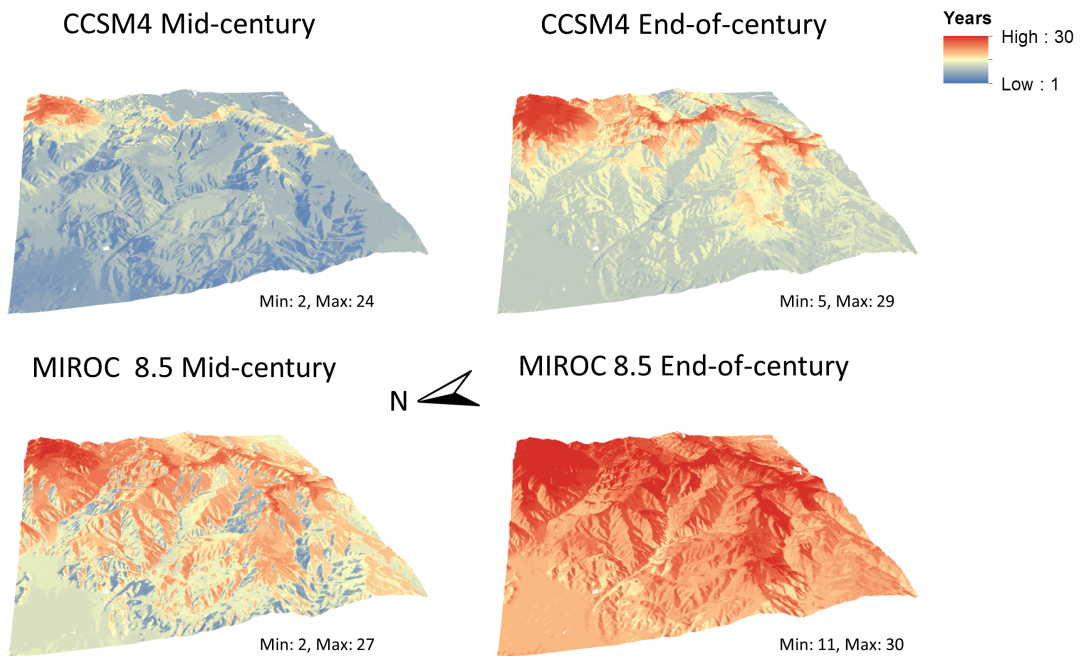 CCSM4 Mid-century
CCSM4 End-of-century
Years
High : 30
Low : 1
Min: 2, Max: 24
Min: 5, Max: 29
MIROC  8.5 Mid-century
MIROC 8.5 End-of-century
N
Min: 2, Max: 27
Min: 11, Max: 30